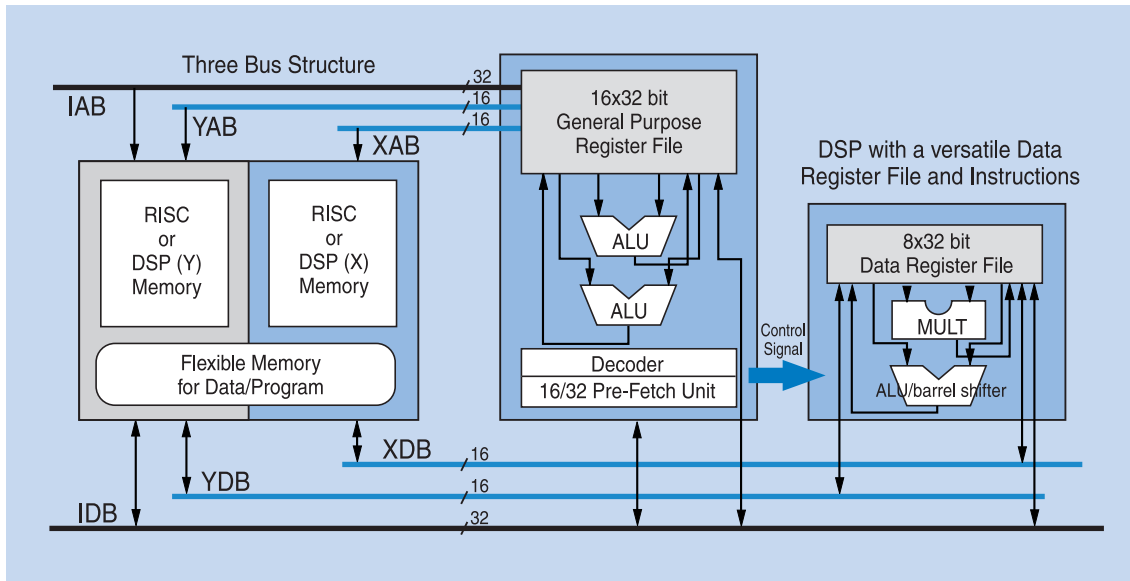 Three Bus Structure
32
16
16
IAB
YAB
XAB
16x32 bit
General Purpose
Register File
RISC
or
DSP (Y)
Memory
RISC
or
DSP (X)
Memory
Flexible Memory
for Data/Program
ALU
ALU
Decoder
16/32 Pre-Fetch Unit
Control
Signal
DSP with a versatile Data
Register File and Instructions
8x32 bit
Data Register File
MULT
ALU/barrel shifter
XDB
16
YDB
16
IDB
32